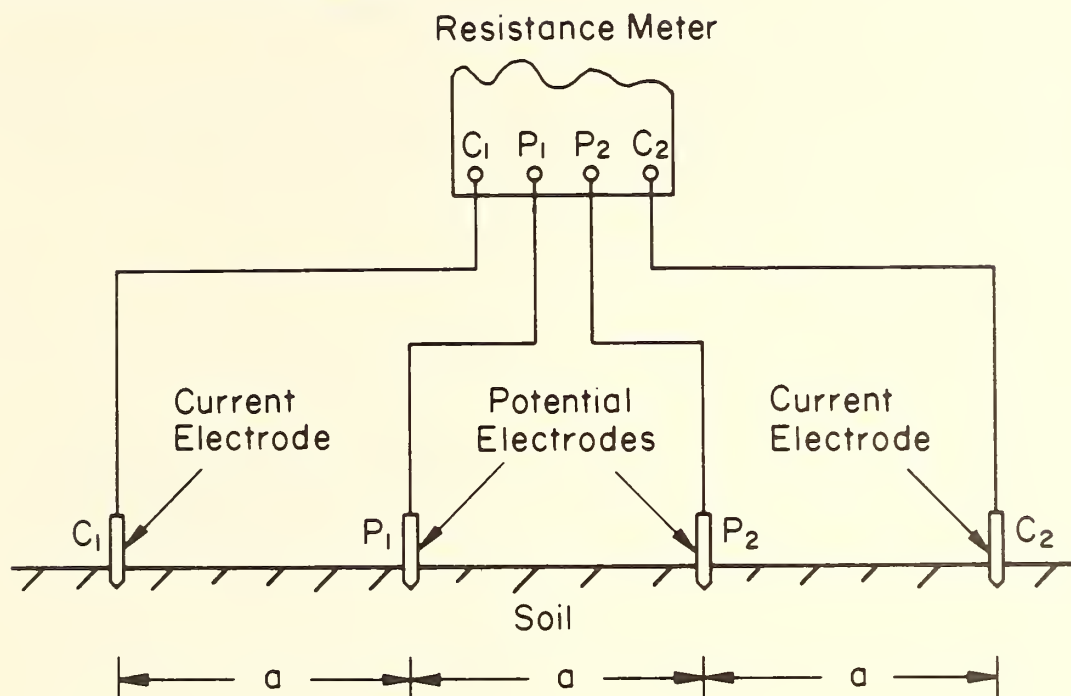 Resistance Meter
C₁ P₁ P₂ C₂
Current Electrode
Potential Electrodes
Current Electrode
C₁ P₁ P₂ C₂
Soil
a a a